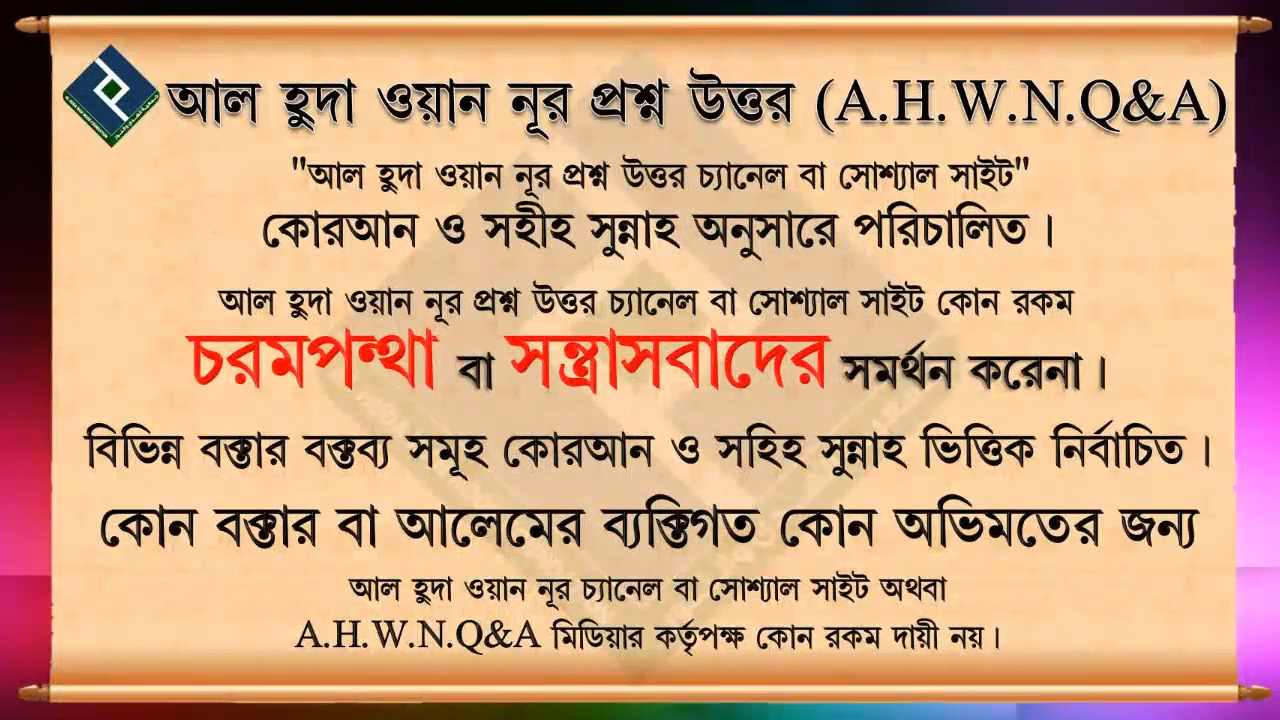 আল হুদা ওয়ান নূর প্রশ্ন উত্তর (A.H.W.N.Q&A)
"আল হুদা ওয়ান নূর প্রশ্ন উত্তর চ্যানেল বা সোশ্যাল সাইট"
কোরআন ও সহীহ সুন্নাহ অনুসারে পরিচালিত।
আল হুদা ওয়ান নূর প্রশ্ন উত্তর চ্যানেল বা সোশ্যাল সাইট কোন রকম
চরমপন্থা বা সন্ত্রাসবাদের সমর্থন করেনা।
বিভিন্ন বক্তার বক্তব্য সমূহ কোরআন ও সহিহ সুন্নাহ ভিত্তিক নির্বাচিত।
কোন বক্তার বা আলেমের ব্যক্তিগত কোন অভিমতের জন্য
আল হুদা ওয়ান নূর চ্যানেল বা সোশ্যাল সাইট অথবা
A.H.W.N.Q&A মিডিয়ার কর্তৃপক্ষ কোন রকম দায়ী নয়।